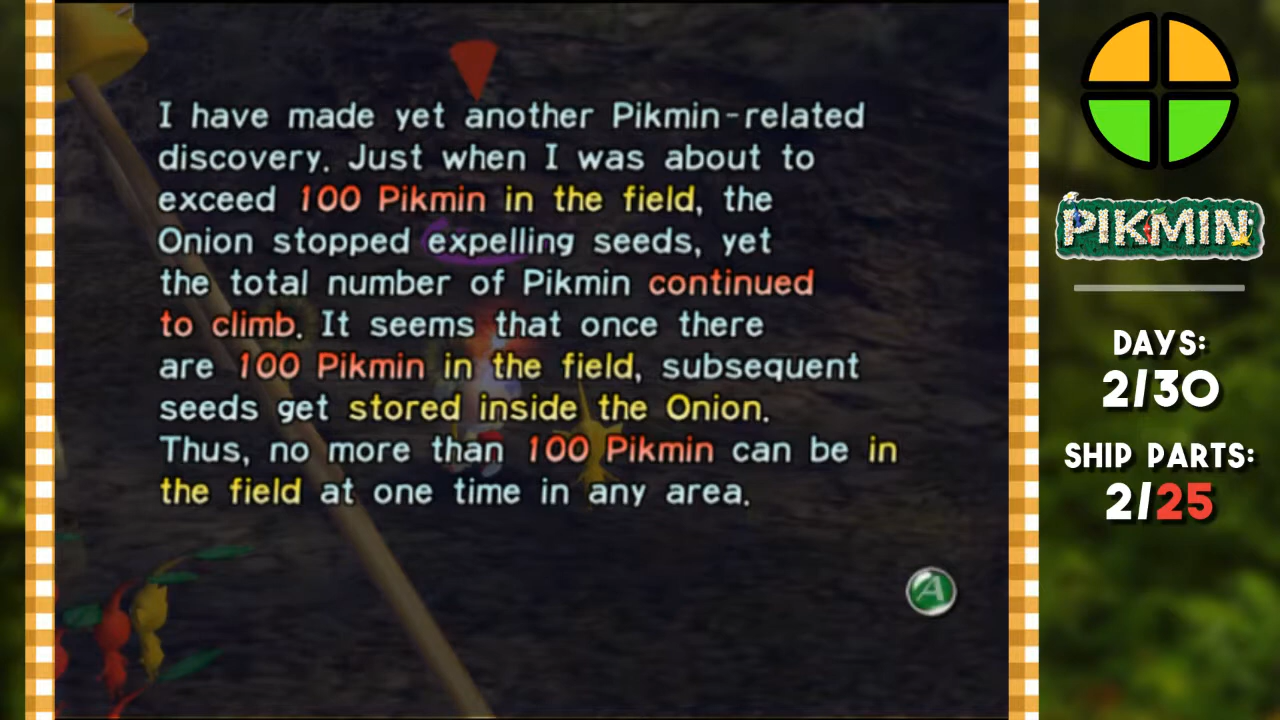 I have made yet another Pikmin-related
discovery. Just when I was about to
exceed 100 Pikmin in the field, the
Onion stopped expelling seeds, yet
the total number of Pikmin continued
to climb. It seems that once there
are 100 Pikmin in the field, subsequent
seeds get stored inside the Onion.
Thus, no more than 100 Pikmin can be in
the field at one time in any area.
A
PIKMIN
DAYS:
2/30
SHIP PARTS:
2/25